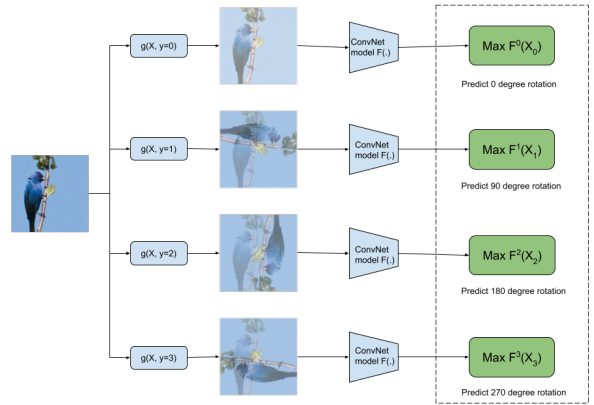 g(X, y=0)
ConvNet
model F(.)
Max F⁰(X₀)
Predict 0 degree rotation
g(X, y=1)
ConvNet
model F(.)
Max F¹(X₁)
Predict 90 degree rotation
g(X, y=2)
ConvNet
model F(.)
Max F²(X₂)
Predict 180 degree rotation
g(X, y=3)
ConvNet
model F(.)
Max F³(X₃)
Predict 270 degree rotation